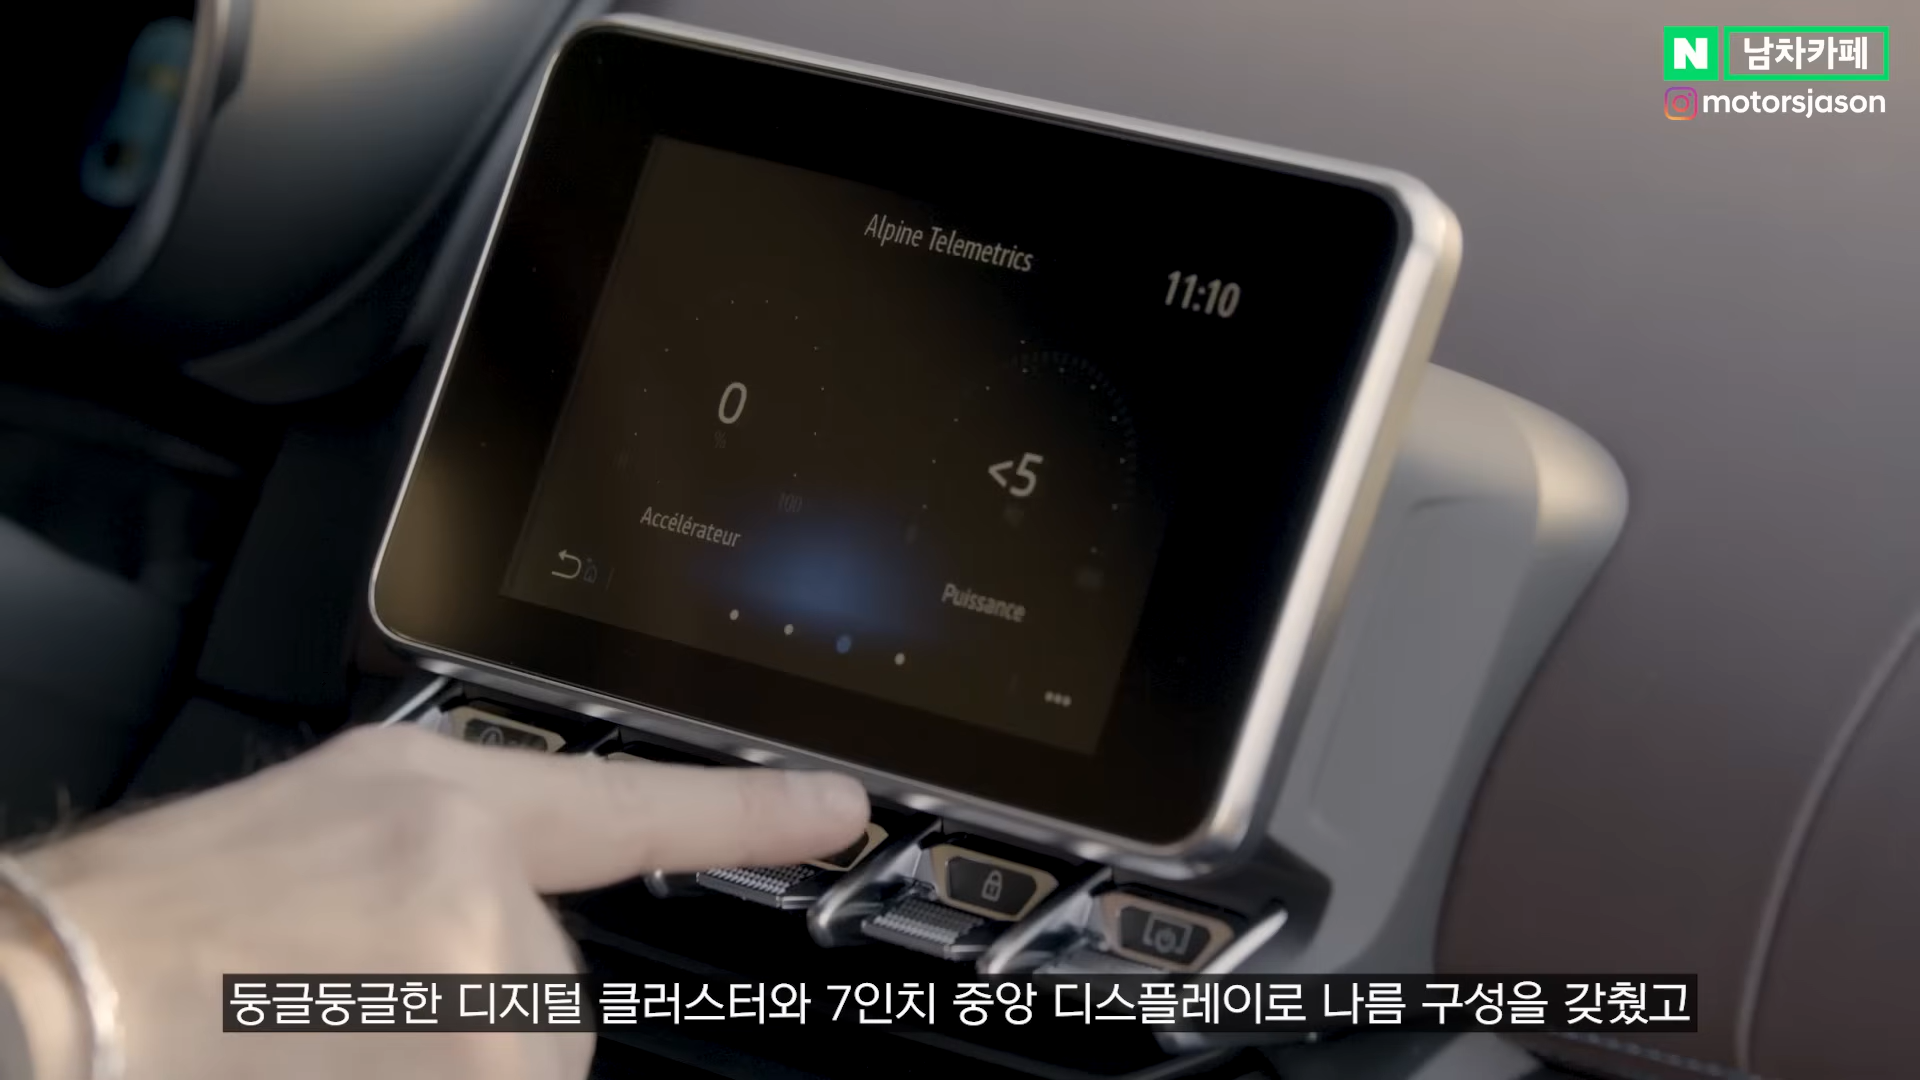 N 남차카페
motorsjason
Alpine Telemetrics
11:10
0
%
<5
100
Accélérateur
Puissance
둥글둥글한 디지털 클러스터와 7인치 중앙 디스플레이로 나름 구성을 갖췄고